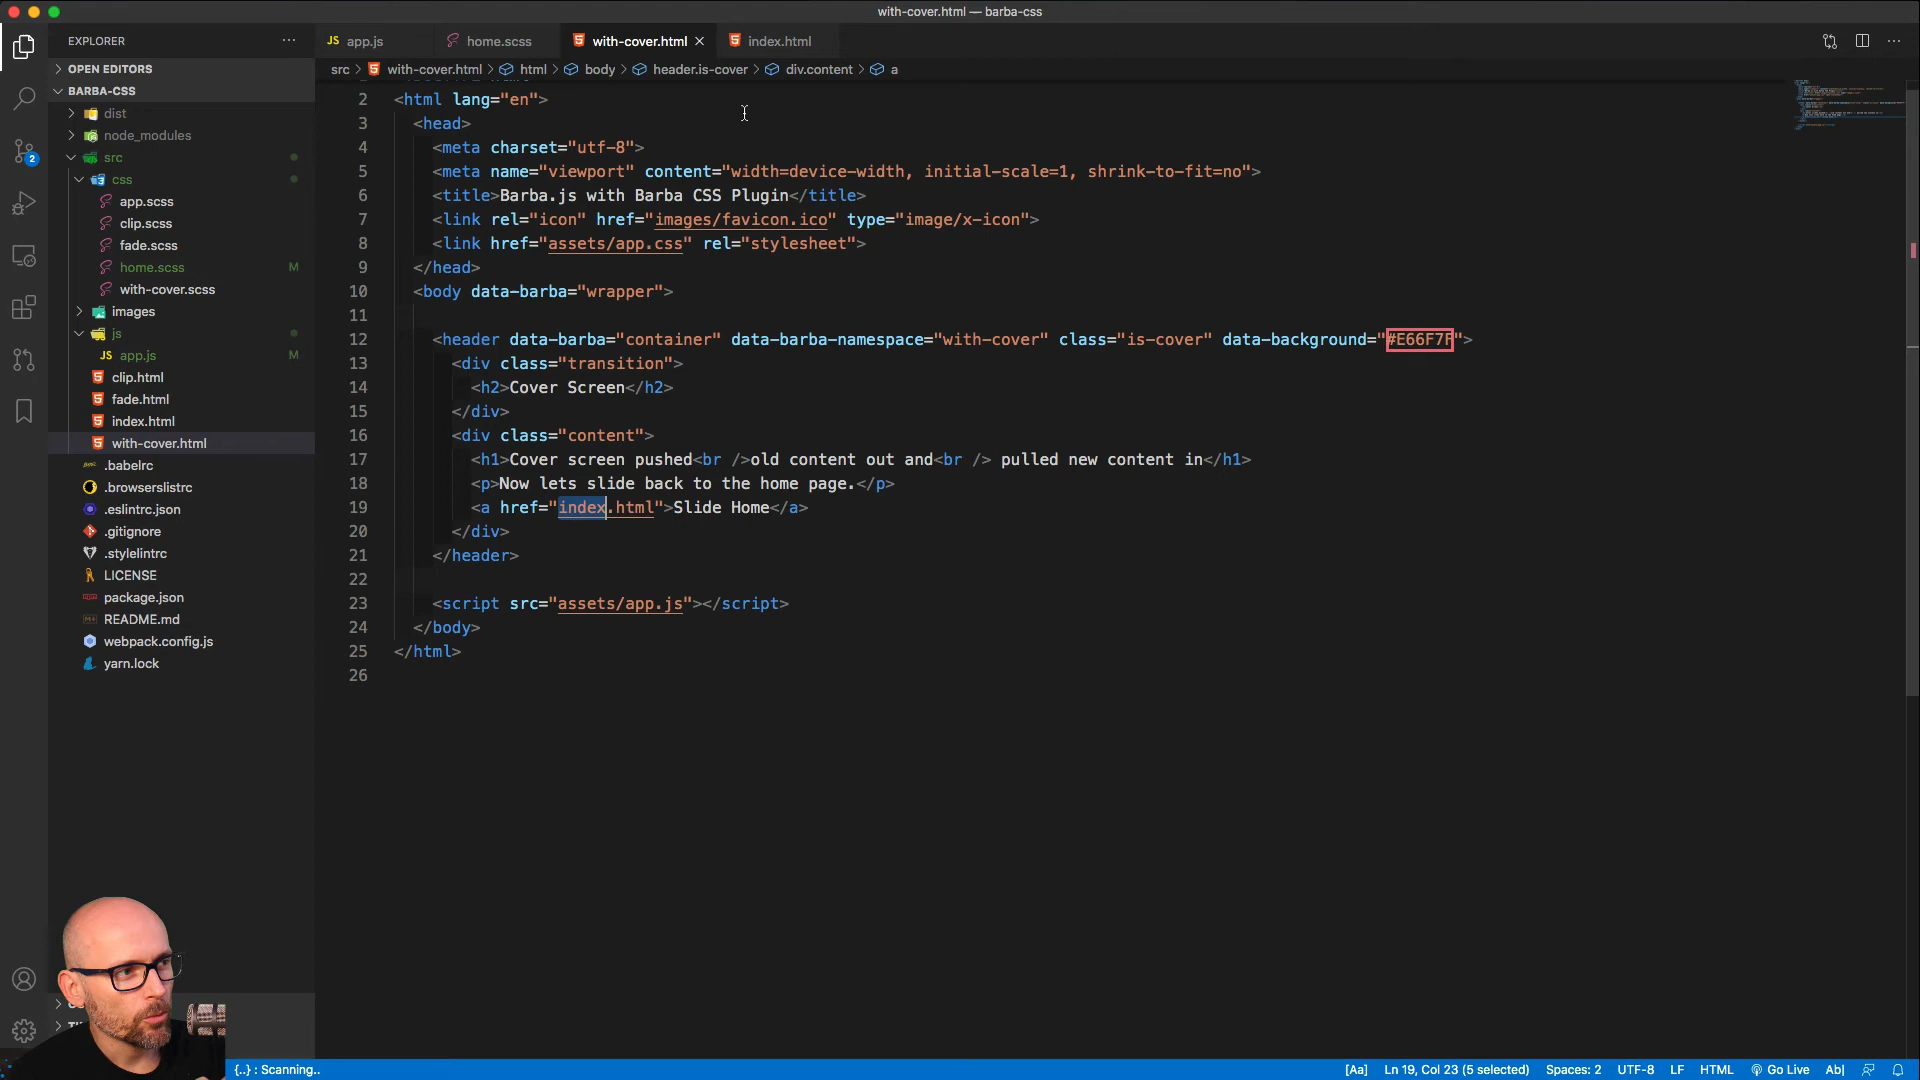 with-cover.html — barba-css
EXPLORER
OPEN EDITORS
BARBA-CSS
dist
node_modules
src
css
app.scss
clip.scss
fade.scss
home.scss M
with-cover.scss
images
js
app.js M
clip.html
fade.html
index.html
with-cover.html
.babelrc
.browserslistrc
.eslintrc.json
.gitignore
.stylelintrc
LICENSE
package.json
README.md
webpack.config.js
yarn.lock
2
JS app.js
home.scss
with-cover.html
index.html
src > with-cover.html > html > body > header.is-cover > div.content > a
2 <html lang="en">
3 <head>
4 <meta charset="utf-8">
5 <meta name="viewport" content="width=device-width, initial-scale=1, shrink-to-fit=no">
6 <title>Barba.js with Barba CSS Plugin</title>
7 <link rel="icon" href="images/favicon.ico" type="image/x-icon">
8 <link href="assets/app.css" rel="stylesheet">
9 </head>
10 <body data-barba="wrapper">
11
12 <header data-barba="container" data-barba-namespace="with-cover" class="is-cover" data-background="#E66F7F">
13 <div class="transition">
14 <h2>Cover Screen</h2>
15 </div>
16 <div class="content">
17 <h1>Cover screen pushed<br />old content out and<br /> pulled new content in</h1>
18 <p>Now lets slide back to the home page.</p>
19 <a href="index.html">Slide Home</a>
20 </div>
21 </header>
22
23 <script src="assets/app.js"></script>
24 </body>
25 </html>
26
{..} : Scanning..
[Aa] Ln 19, Col 23 (5 selected) Spaces: 2 UTF-8 LF HTML Go Live Ab|